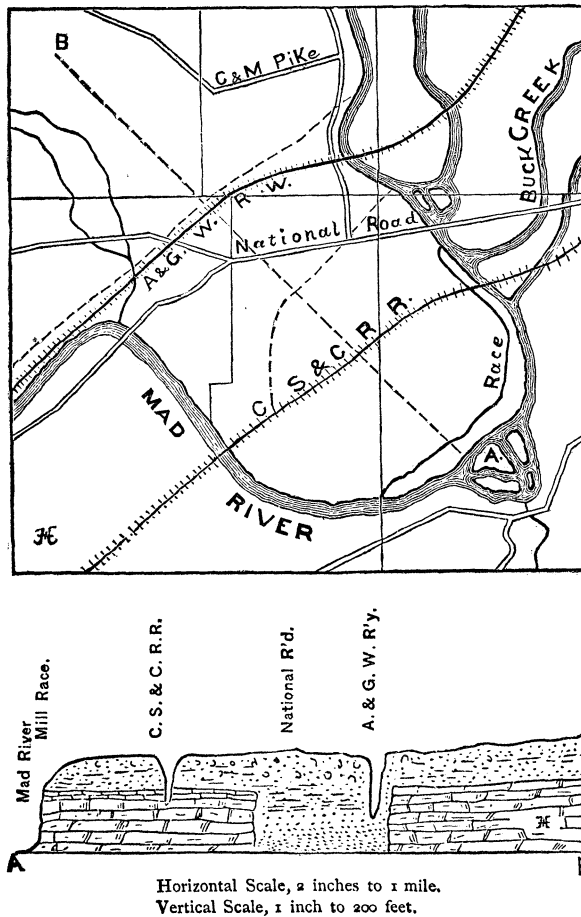 B
C & M PIKE
BUCK CREEK
A & G. W. R W.
National Road
C S & C R R.
Race
MAD
RIVER
A.
Mad River
Mill Race.
C. S. & C. R.R.
National R'd.
A. & G. W. R'y.
A
Horizontal Scale, 2 inches to 1 mile.
Vertical Scale, 1 inch to 200 feet.